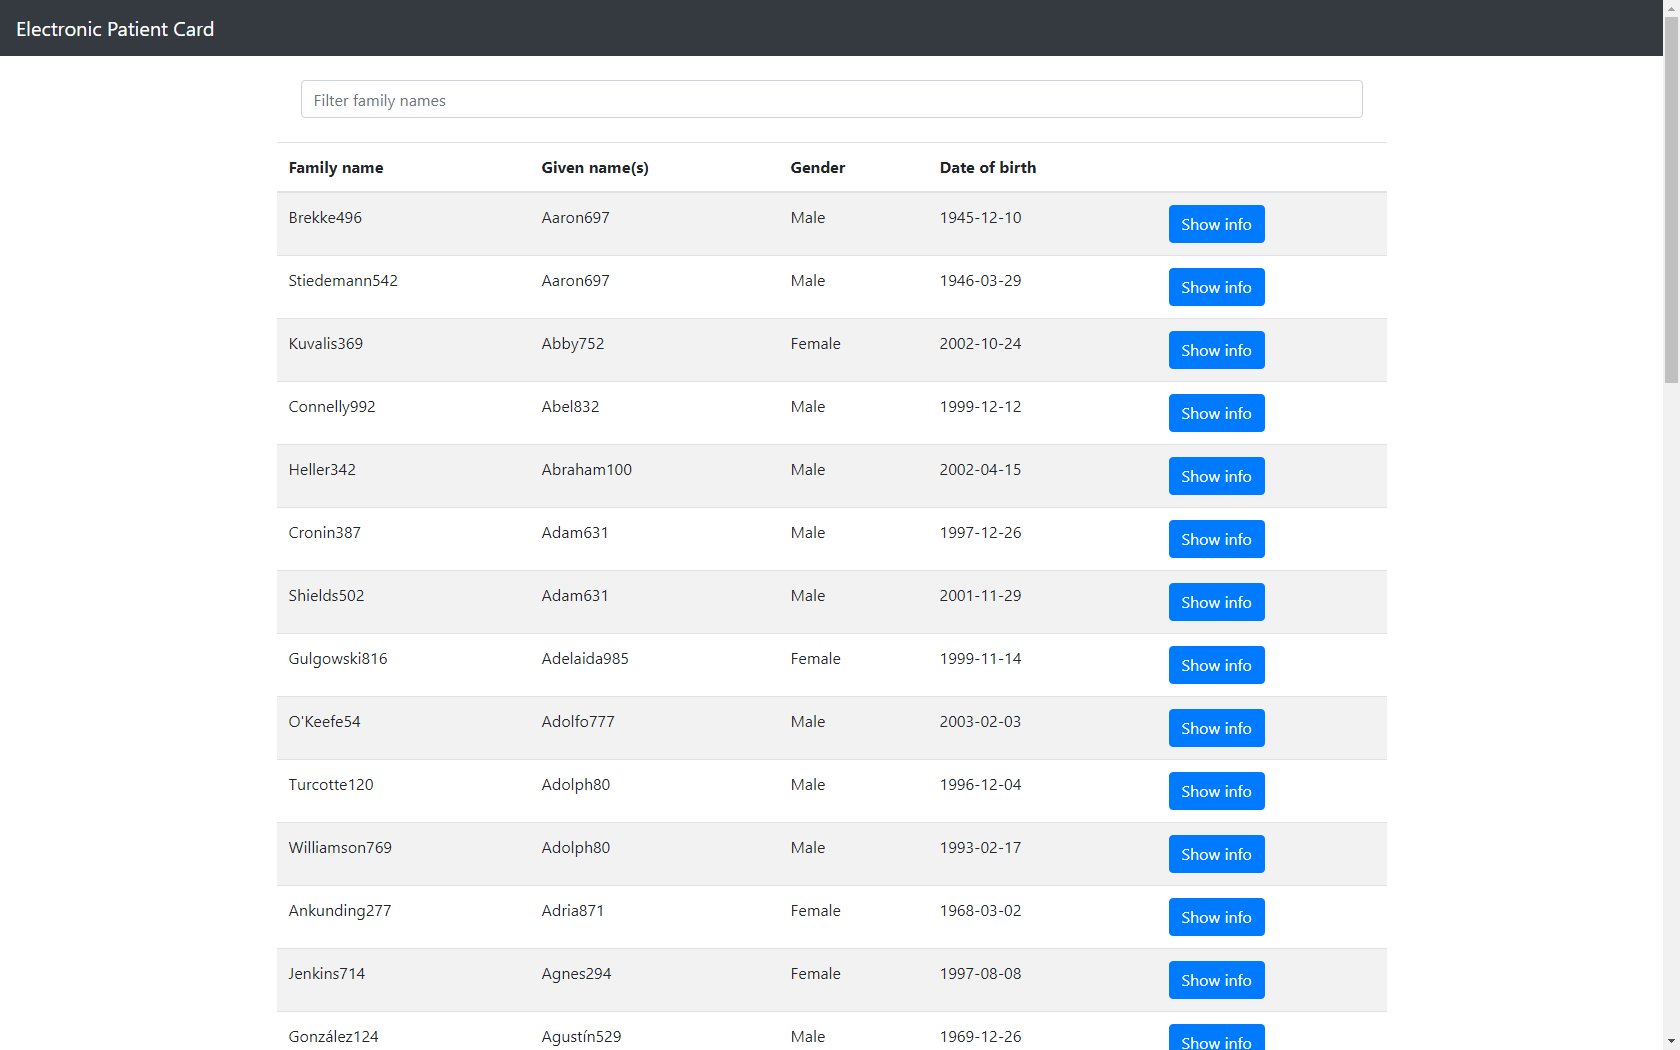 Electronic Patient Card
Filter family names
Family name Given name(s) Gender Date of birth
Brekke496 Aaron697 Male 1945-12-10 Show info
Stiedemann542 Aaron697 Male 1946-03-29 Show info
Kuvalis369 Abby752 Female 2002-10-24 Show info
Connelly992 Abel832 Male 1999-12-12 Show info
Heller342 Abraham100 Male 2002-04-15 Show info
Cronin387 Adam631 Male 1997-12-26 Show info
Shields502 Adam631 Male 2001-11-29 Show info
Gulgowski816 Adelaida985 Female 1999-11-14 Show info
O'Keefe54 Adolfo777 Male 2003-02-03 Show info
Turcotte120 Adolph80 Male 1996-12-04 Show info
Williamson769 Adolph80 Male 1993-02-17 Show info
Ankunding277 Adria871 Female 1968-03-02 Show info
Jenkins714 Agnes294 Female 1997-08-08 Show info
González124 Agustín529 Male 1969-12-26 Show info